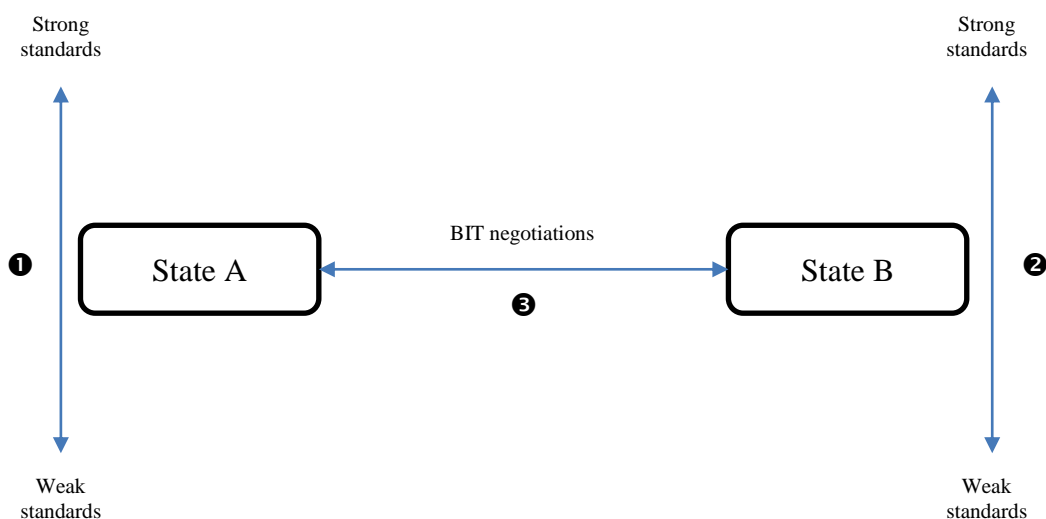 Strong
standards
Strong
standards
BIT negotiations
❶
State A
State B
❷
❸
Weak
standards
Weak
standards